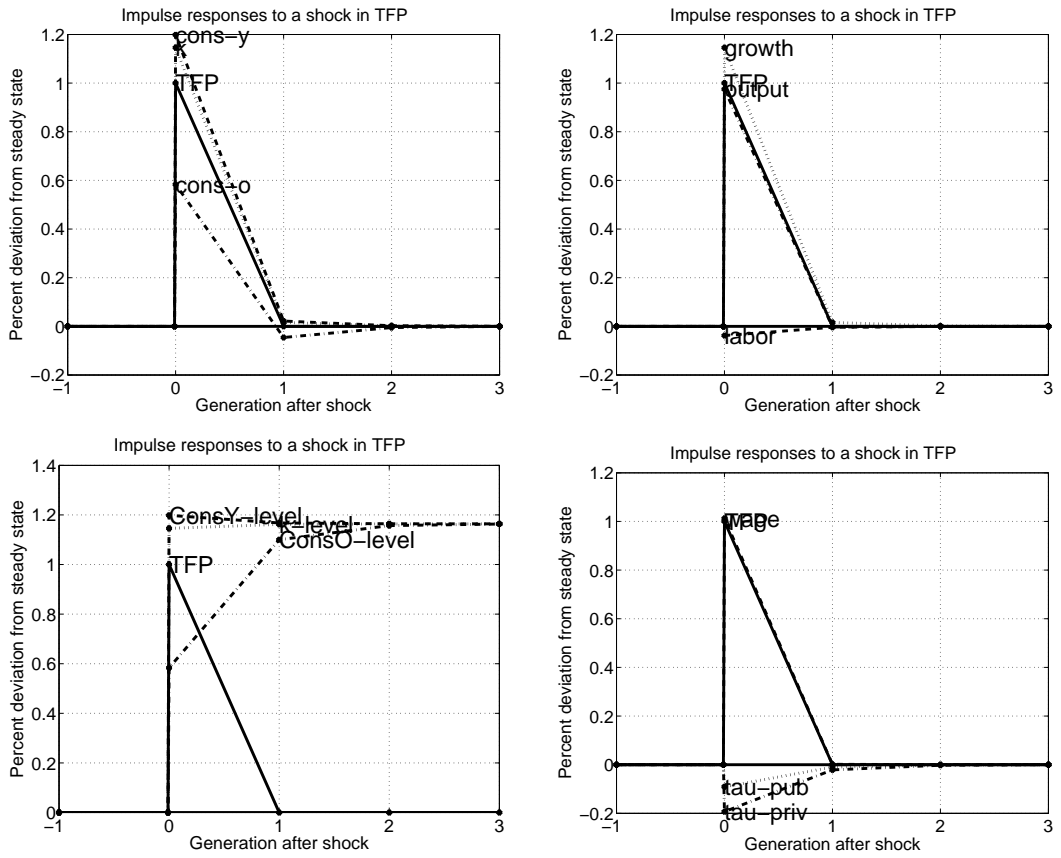 Impulse responses to a shock in TFP
Percent deviation from steady state
1.2
1
0.8
0.6
0.4
0.2
0
−0.2
cons−y
TFP
cons−o
−1 0 1 2 3
Generation after shock
Impulse responses to a shock in TFP
Percent deviation from steady state
1.2
1
0.8
0.6
0.4
0.2
0
−0.2
growth
TFP
output
labor
−1 0 1 2 3
Generation after shock
Impulse responses to a shock in TFP
Percent deviation from steady state
1.4
1.2
1
0.8
0.6
0.4
0.2
0
ConsY−level
k−level
ConsO−level
TFP
−1 0 1 2 3
Generation after shock
Impulse responses to a shock in TFP
Percent deviation from steady state
1.2
1
0.8
0.6
0.4
0.2
0
−0.2
TFP
wage
tau−pub
tau−priv
−1 0 1 2 3
Generation after shock